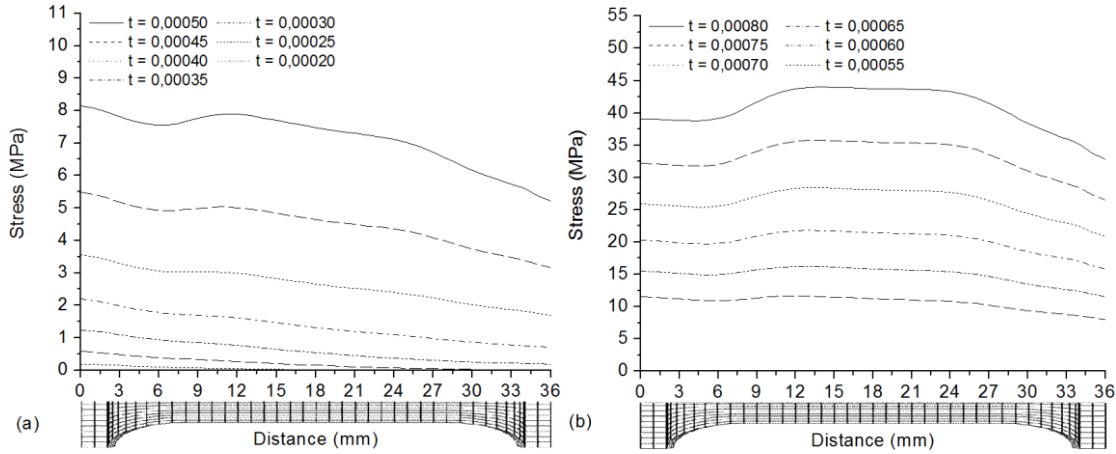 t = 0,00050 t = 0,00030
t = 0,00045 t = 0,00025
t = 0,00040 t = 0,00020
t = 0,00035
Stress (MPa)
11
10
9
8
7
6
5
4
3
2
1
0
0 3 6 9 12 15 18 21 24 27 30 33 36
(a)
Distance (mm)
t = 0,00080 t = 0,00065
t = 0,00075 t = 0,00060
t = 0,00070 t = 0,00055
Stress (MPa)
55
50
45
40
35
30
25
20
15
10
5
0
0 3 6 9 12 15 18 21 24 27 30 33 36
(b)
Distance (mm)